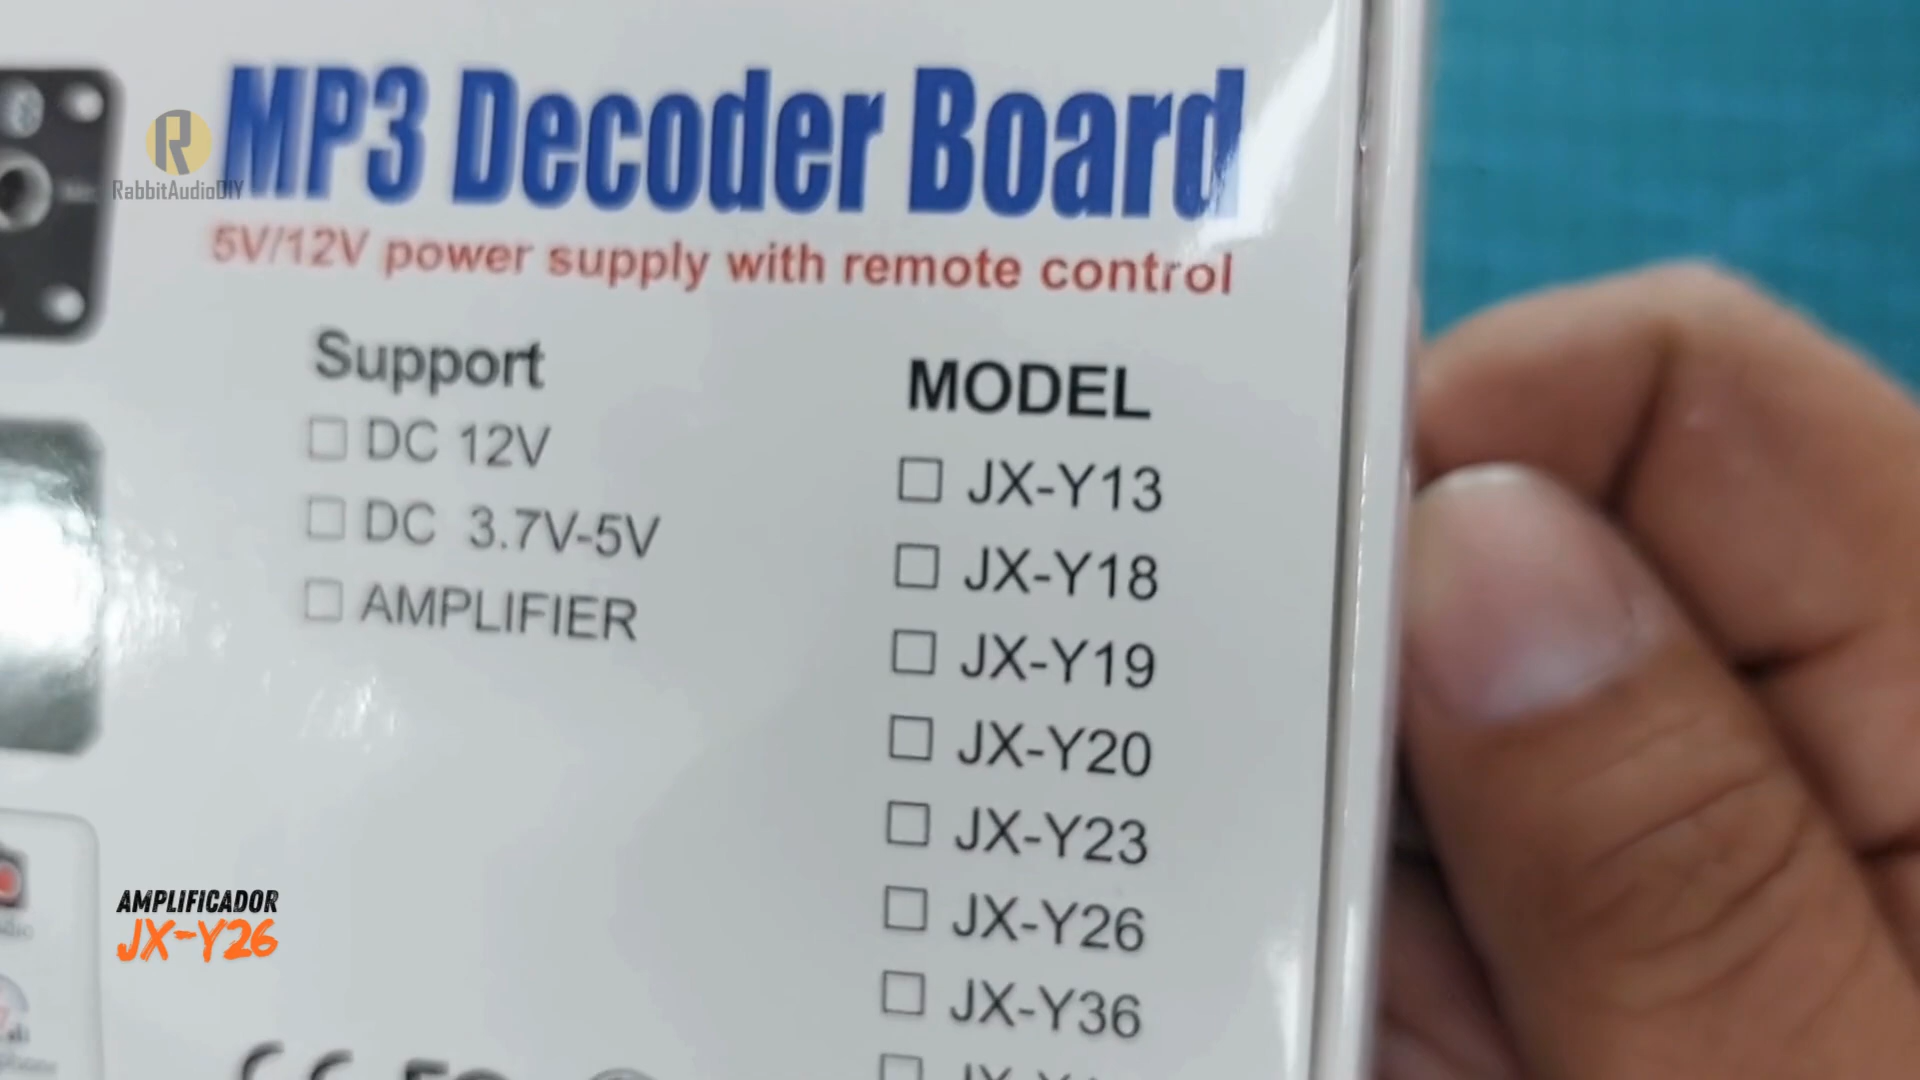 MP3 Decoder Board
RabbitAudioDIY
5V/12V power supply with remote control
Support
DC 12V
DC 3.7V-5V
AMPLIFIER
MODEL
JX-Y13
JX-Y18
JX-Y19
JX-Y20
JX-Y23
JX-Y26
JX-Y36
AMPLIFICADOR
JX-Y26